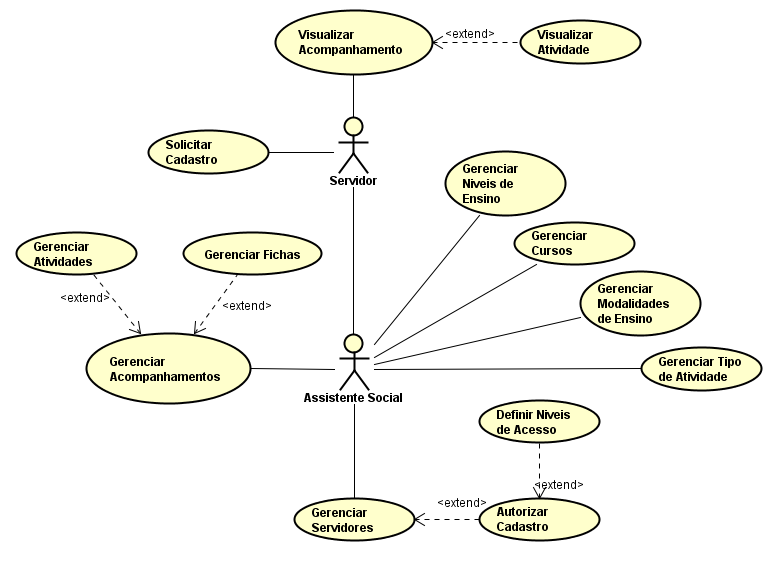 Visualizar
Acompanhamento
<extend>
Visualizar
Atividade
Solicitar
Cadastro
Servidor
Gerenciar
Niveis de
Ensino
Gerenciar
Cursos
Gerenciar
Atividades
Gerenciar Fichas
<extend>
<extend>
Gerenciar
Modalidades
de Ensino
Gerenciar
Acompanhamentos
Gerenciar Tipo
de Atividade
Assistente Social
Definir Niveis
de Acesso
<extend>
Gerenciar
Servidores
<extend>
Autorizar
Cadastro